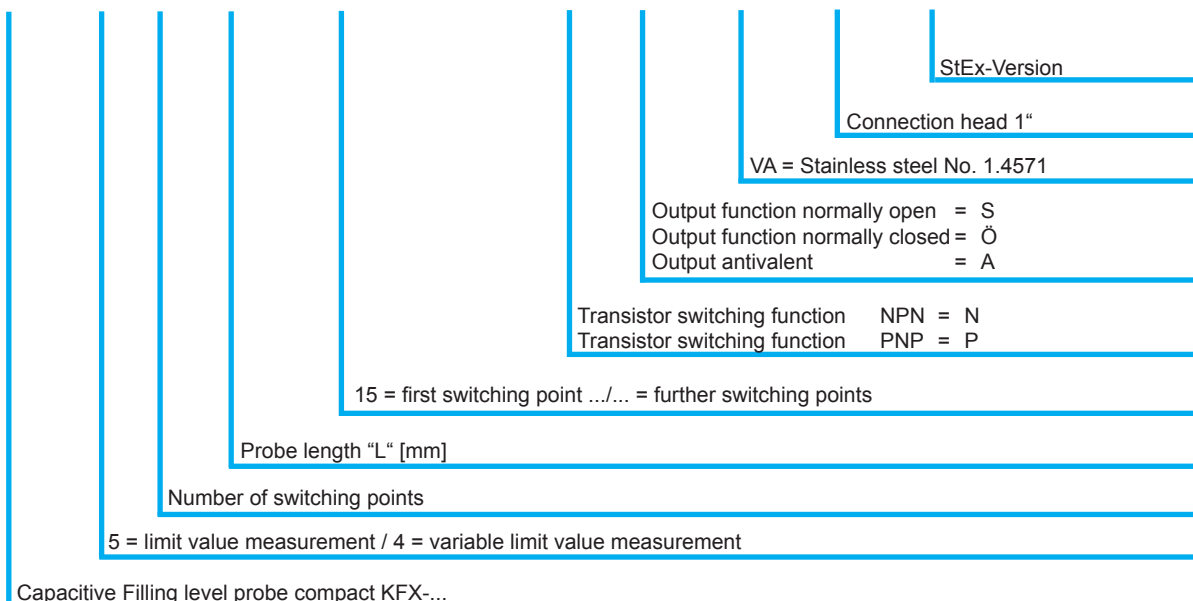 StEx-Version
Connection head 1“
VA = Stainless steel No. 1.4571
Output function normally open = S
Output function normally closed = Ö
Output antivalent = A
Transistor switching function NPN = N
Transistor switching function PNP = P
15 = first switching point .../... = further switching points
Probe length “L“ [mm]
Number of switching points
5 = limit value measurement / 4 = variable limit value measurement
Capacitive Filling level probe compact KFX-...